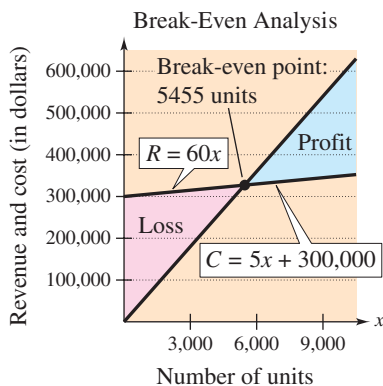 Break-Even Analysis
Revenue and cost (in dollars)
600,000
500,000
400,000
300,000
200,000
100,000
Break-even point:
5455 units
Profit
R = 60x
Loss
C = 5x + 300,000
x
3,000 6,000 9,000
Number of units